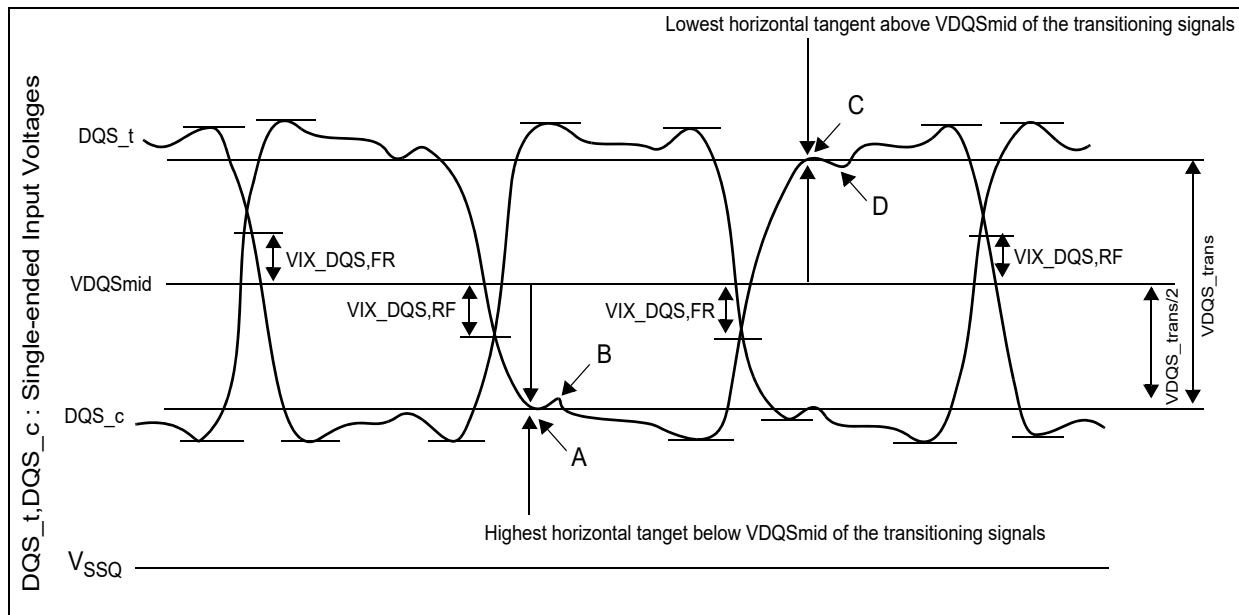 Lowest horizontal tangent above VDQSmid of the transitioning signals
DQS_t,DQS_c : Single-ended Input Voltages
DQS_t
C
D
VIX_DQS,FR
VIX_DQS,RF
VDQSmid
VIX_DQS,RF
VIX_DQS,FR
VDQS_trans/2
VDQS_trans
B
DQS_c
A
Highest horizontal tanget below VDQSmid of the transitioning signals
VSSQ